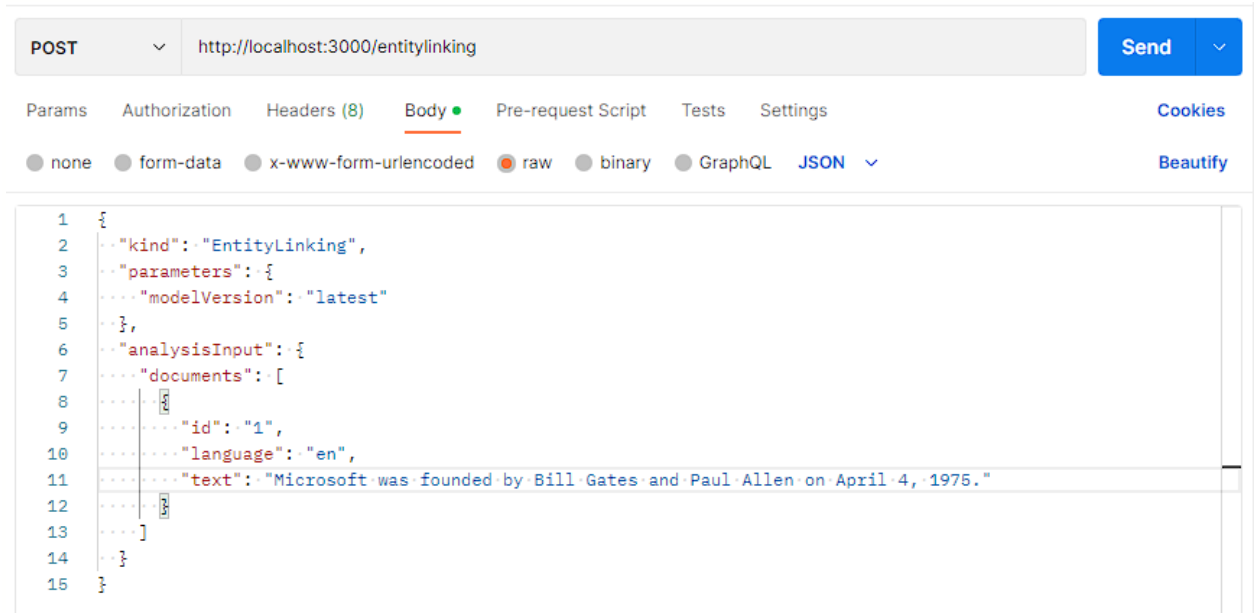 POST http://localhost:3000/entitylinking Send
Params Authorization Headers (8) Body Pre-request Script Tests Settings Cookies
none form-data x-www-form-urlencoded raw binary GraphQL JSON Beautify
1 {
2 "kind": "EntityLinking",
3 "parameters": {
4 "modelVersion": "latest"
5 },
6 "analysisInput": {
7 "documents": [
8 {
9 "id": "1",
10 "language": "en",
11 "text": "Microsoft was founded by Bill Gates and Paul Allen on April 4, 1975."
12 }
13 ]
14 }
15 }